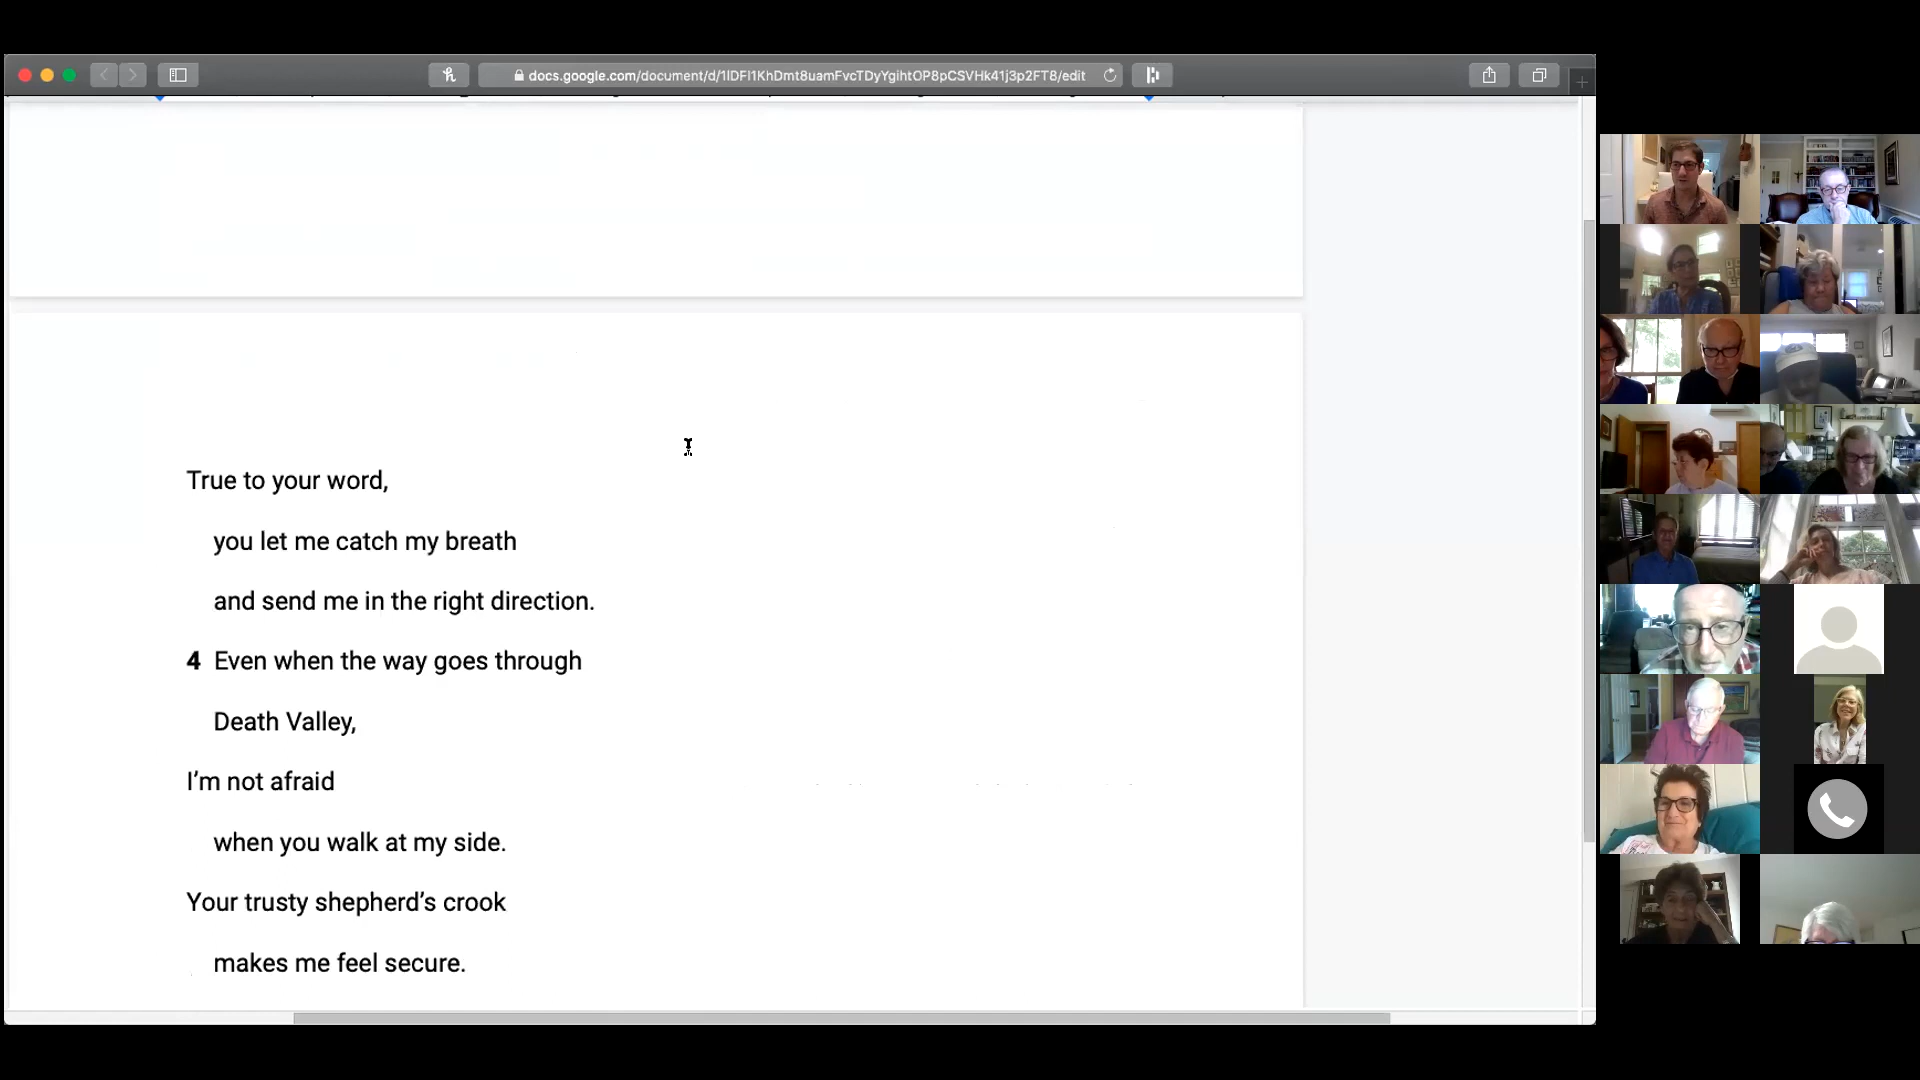 docs.google.com/document/d/1IDFI1KhDmt8uamFvcTDyYgihtOP8pCSVHk41j3p2FT8/edit
True to your word,
you let me catch my breath
and send me in the right direction.
4 Even when the way goes through
Death Valley,
I’m not afraid
when you walk at my side.
Your trusty shepherd’s crook
makes me feel secure.